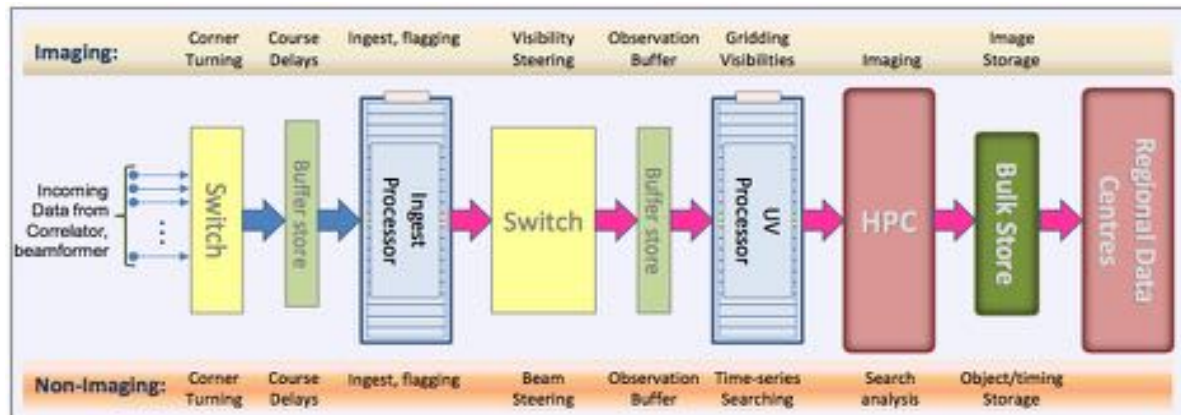 Imaging:
Corner
Turning
Course
Delays
Ingest, flagging
Visibility
Steering
Observation
Buffer
Gridding
Visibilities
Imaging
Image
Storage
Incoming
Data from
Correlator,
beamformer
Switch
Buffer store
Ingest
Processor
Switch
Buffer store
UV
Processor
HPC
Bulk Store
Regional Data
Centres
Non-Imaging:
Corner
Turning
Course
Delays
Ingest, flagging
Beam
Steering
Observation
Buffer
Time-series
Searching
Search
analysis
Object/timing
Storage